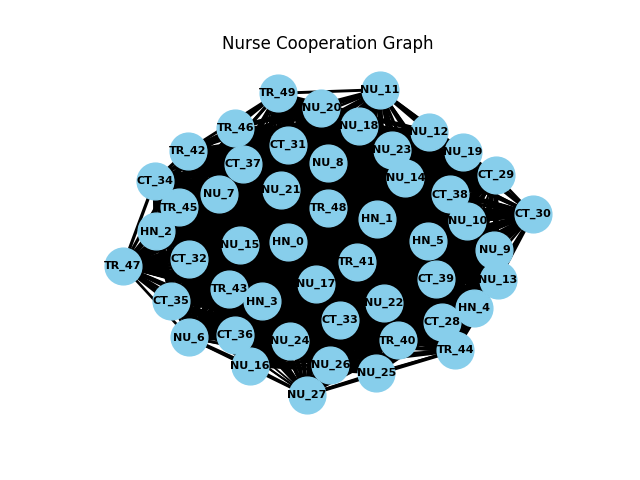 Nurse Cooperation Graph
NU_11
TR_49
NU_20
NU_18
TR_46
NU_12
CT_31
TR_42
NU_23
NU_19
NU_8
CT_37
CT_29
NU_14
CT_34
NU_21
NU_7
CT_38
TR_45
TR_48
CT_30
HN_1
NU_10
HN_2
HN_5
HN_0
NU_15
NU_9
CT_32
TR_41
TR_47
CT_39
NU_13
NU_17
TR_43
CT_35
HN_3
NU_22
HN_4
CT_33
CT_28
CT_36
NU_6
TR_40
NU_24
TR_44
NU_26
NU_16
NU_25
NU_27